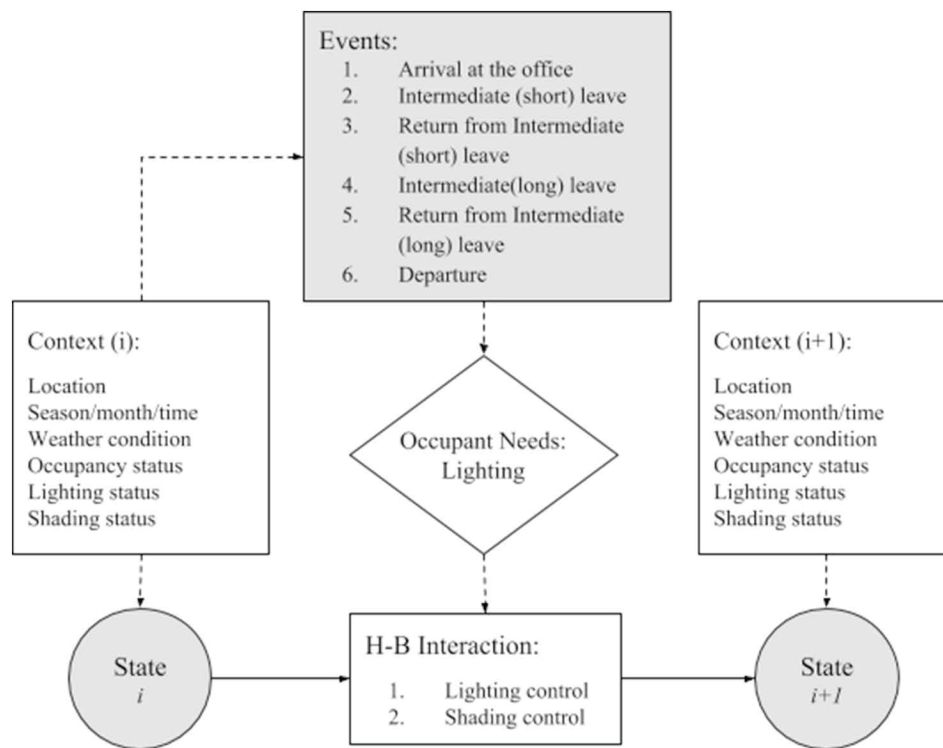 Events:
1. Arrival at the office
2. Intermediate (short) leave
3. Return from Intermediate
(short) leave
4. Intermediate(long) leave
5. Return from Intermediate
(long) leave
6. Departure
Context (i):
Location
Season/month/time
Weather condition
Occupancy status
Lighting status
Shading status
Occupant Needs:
Lighting
Context (i+1):
Location
Season/month/time
Weather condition
Occupancy status
Lighting status
Shading status
State
i
H-B Interaction:
1. Lighting control
2. Shading control
State
i+1